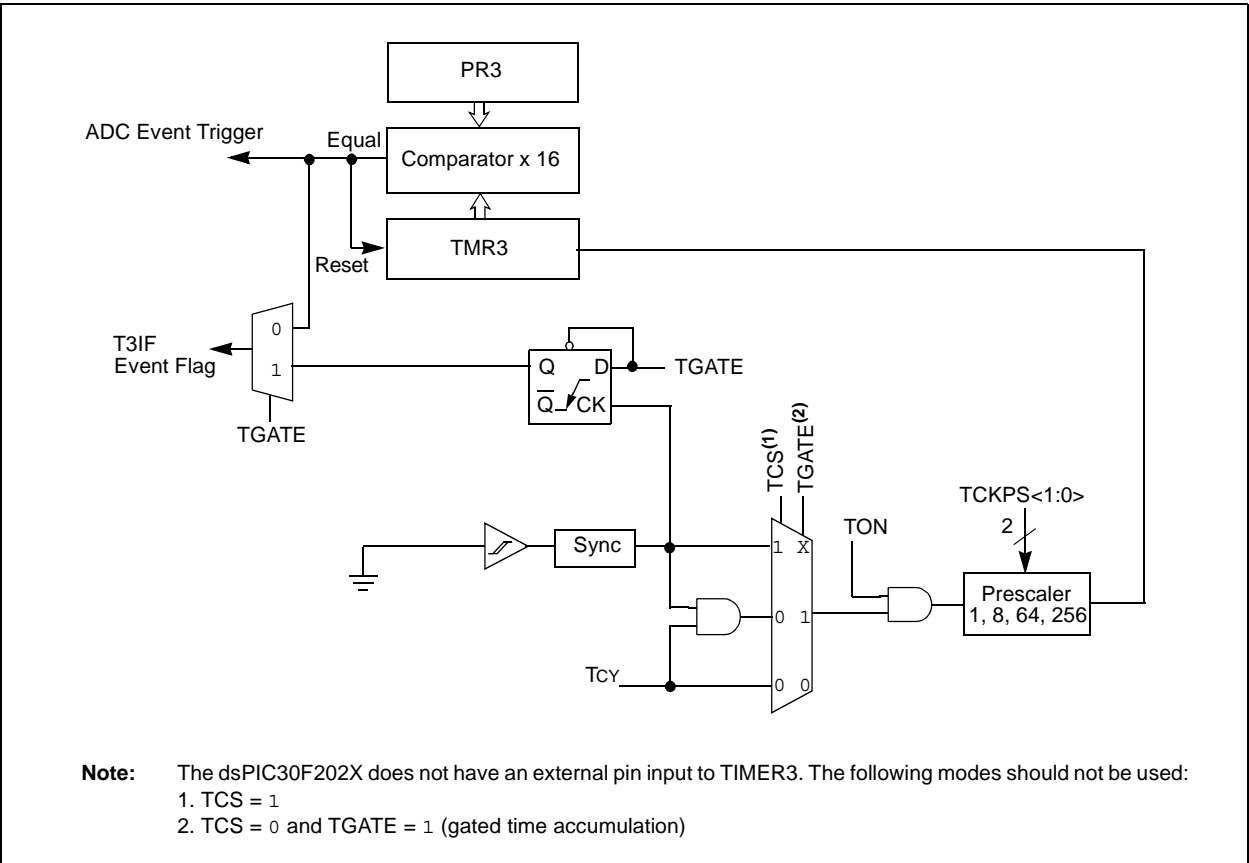 PR3
ADC Event Trigger
Equal
Comparator x 16
TMR3
Reset
0
1
T3IF
Event Flag
TGATE
Q
D
Q
CK
TGATE
TCS(1)
TGATE(2)
TCKPS<1:0>
2
TON
Sync
1 X
Prescaler
1, 8, 64, 256
0 1
TCY
0 0
Note: The dsPIC30F202X does not have an external pin input to TIMER3. The following modes should not be used:
1. TCS = 1
2. TCS = 0 and TGATE = 1 (gated time accumulation)